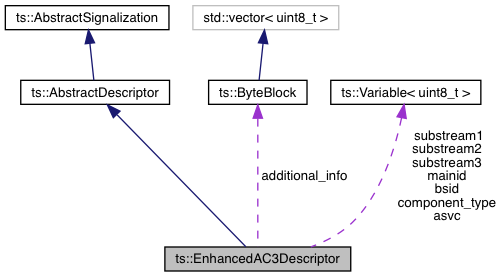 ts::AbstractSignalization
std::vector< uint8_t >
ts::AbstractDescriptor
ts::ByteBlock
ts::Variable< uint8_t >
additional_info
substream1
substream2
substream3
mainid
bsid
component_type
asvc
ts::EnhancedAC3Descriptor